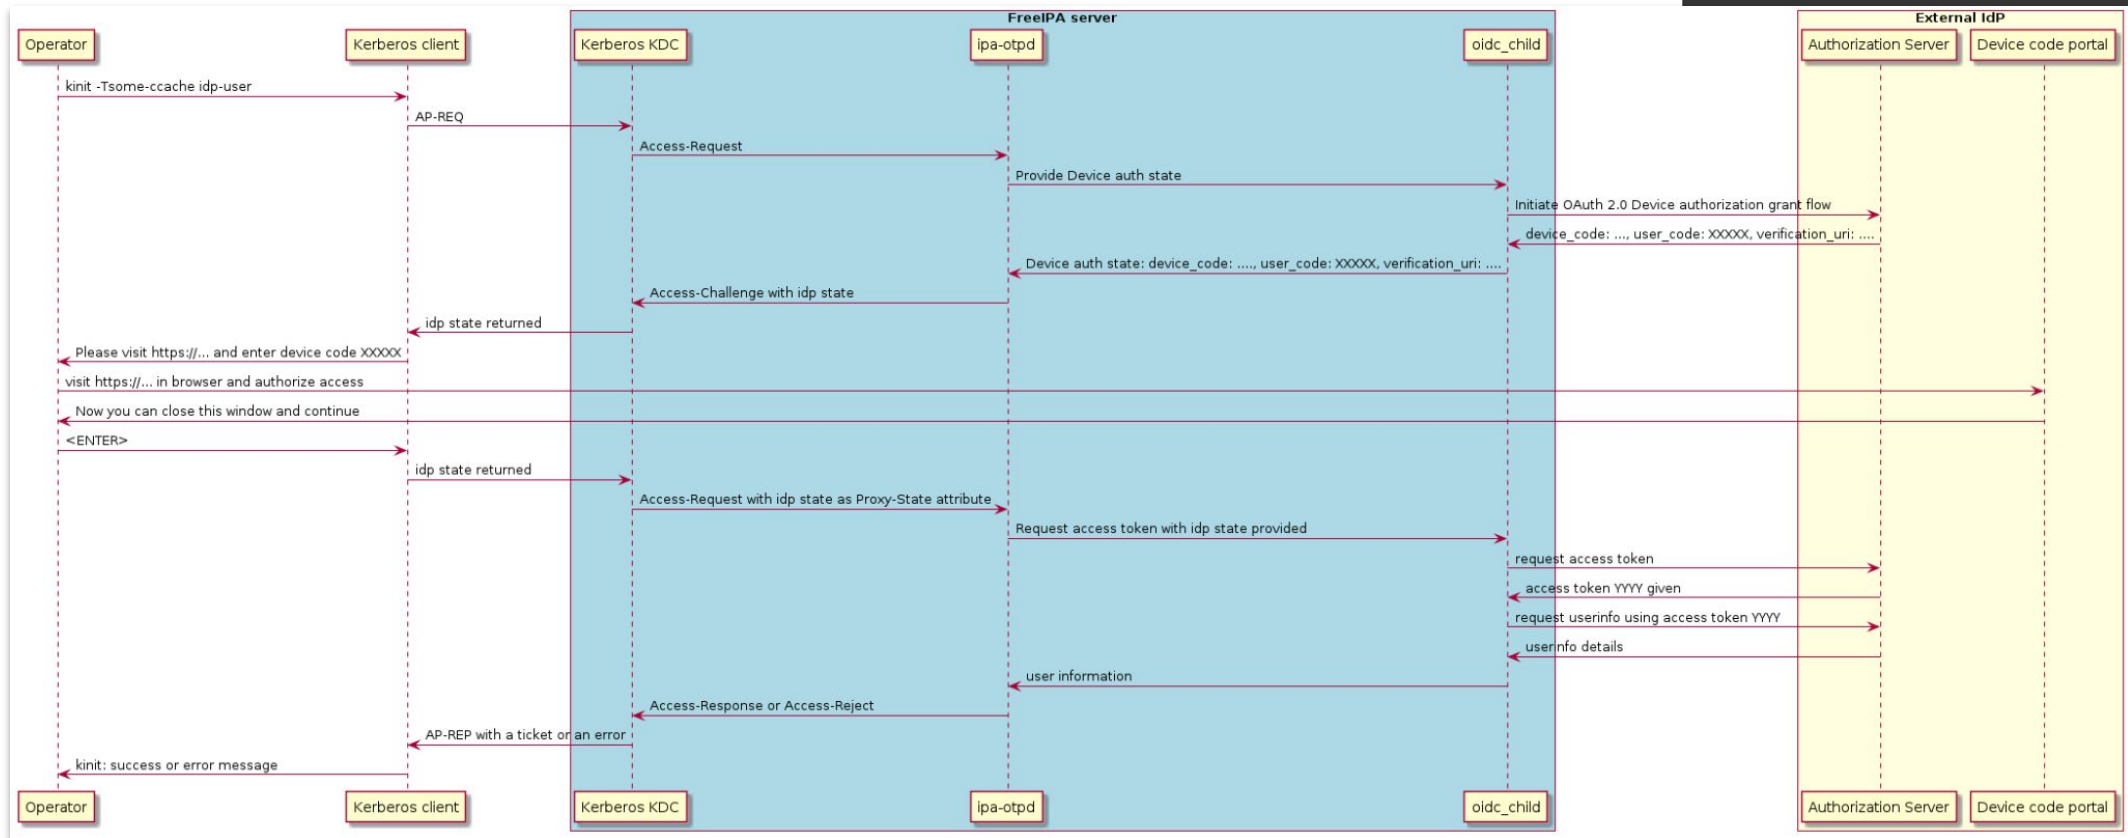 FreeIPA server
External IdP
Operator
Kerberos client
Kerberos KDC
ipa-otpd
oidc_child
Authorization Server
Device code portal
kinit -Tsome-ccache idp-user
AP-REQ
Access-Request
Provide Device auth state
Initiate OAuth 2.0 Device authorization grant flow
device_code: ..., user_code: XXXXX, verification_uri: ....
Device auth state: device_code: ...., user_code: XXXXX, verification_uri: ....
Access-Challenge with idp state
idp state returned
Please visit https://... and enter device code XXXXX
visit https://... in browser and authorize access
Now you can close this window and continue
<ENTER>
idp state returned
Access-Request with idp state as Proxy-State attribute
Request access token with idp state provided
request access token
access token YYYY given
request userinfo using access token YYYY
userinfo details
user information
Access-Response or Access-Reject
AP-REP with a ticket or an error
kinit: success or error message
Operator
Kerberos client
Kerberos KDC
ipa-otpd
oidc_child
Authorization Server
Device code portal